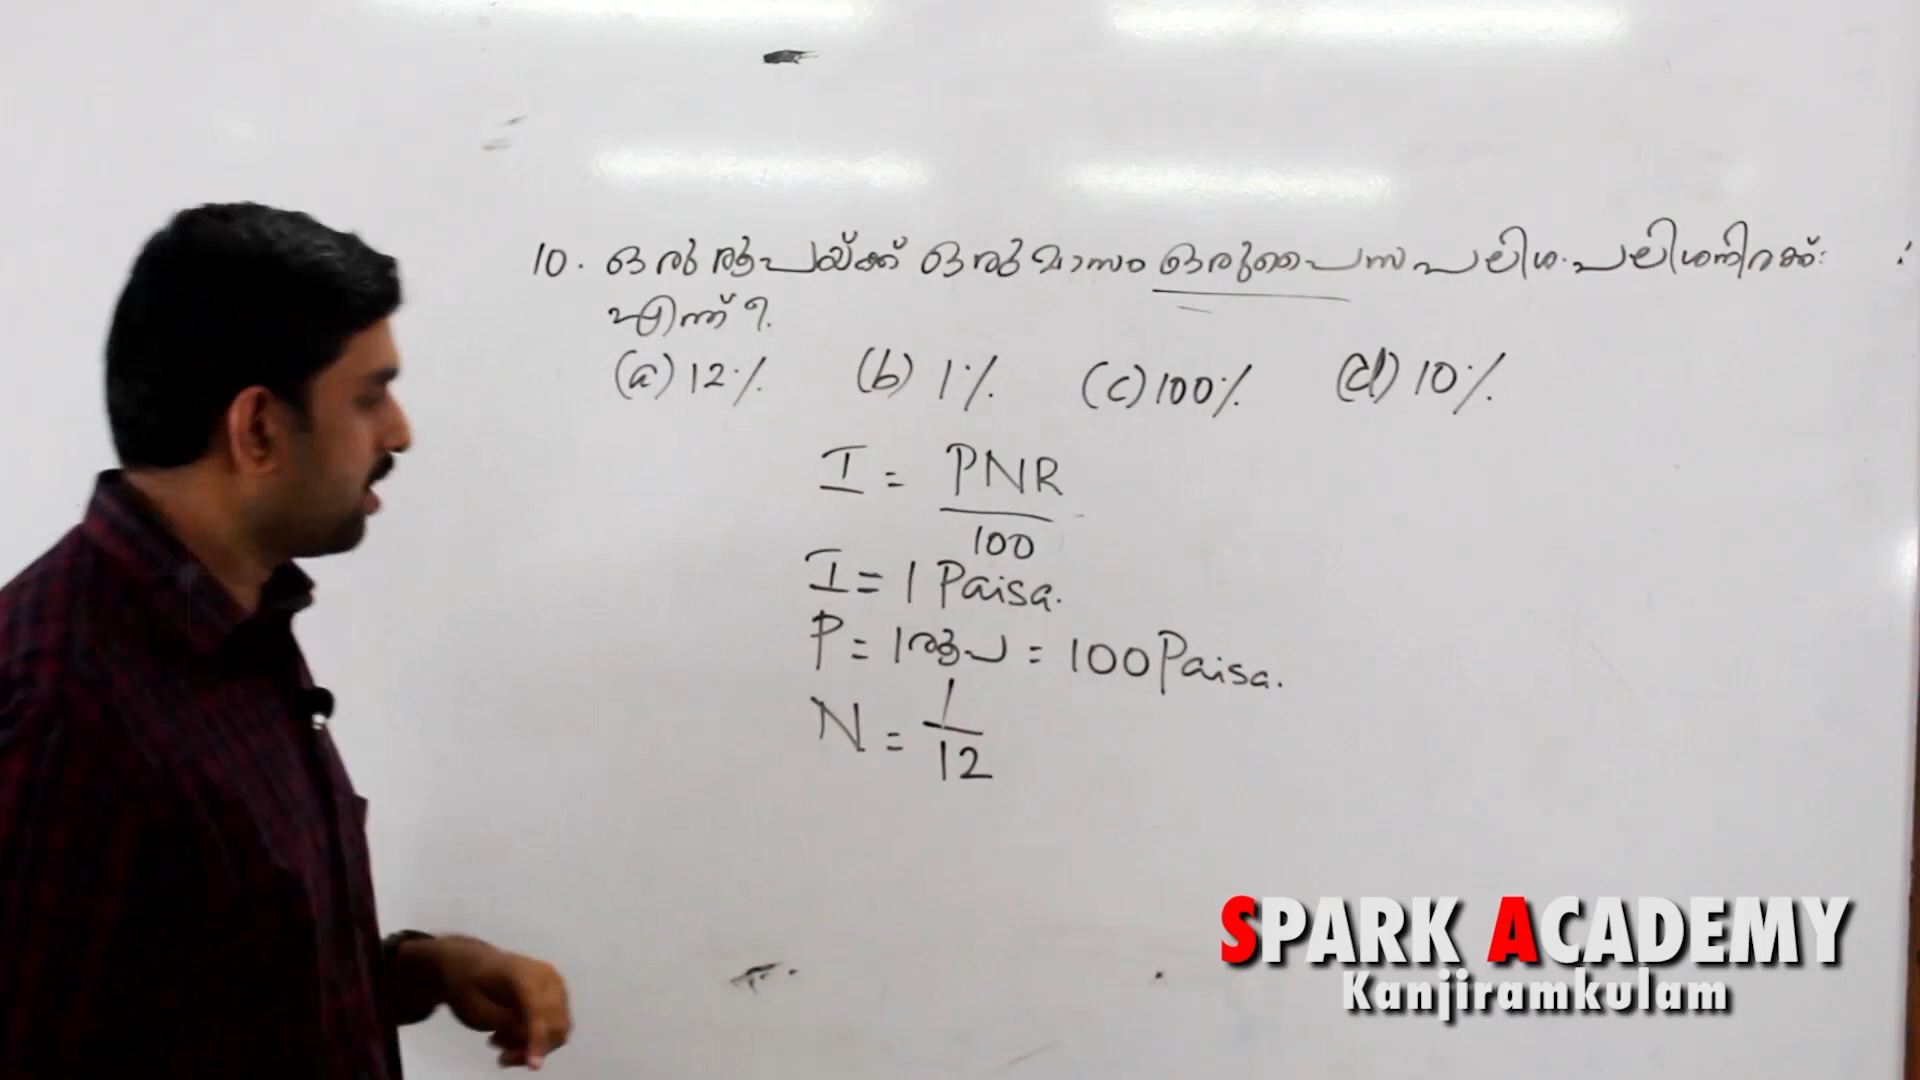 10. ഒരു രൂപയ്ക്ക് ഒരു മാസം ഒരു പൈസ പലിശ. പലിശനിരക്ക്
എന്ത്?
(a) 12% (b) 1% (c) 100% (d) 10%
I = PNR
100
I = 1 Paisa.
P = 1 രൂപ = 100 Paisa.
N = 1
12
SPARK ACADEMY
Kanjiramkulam